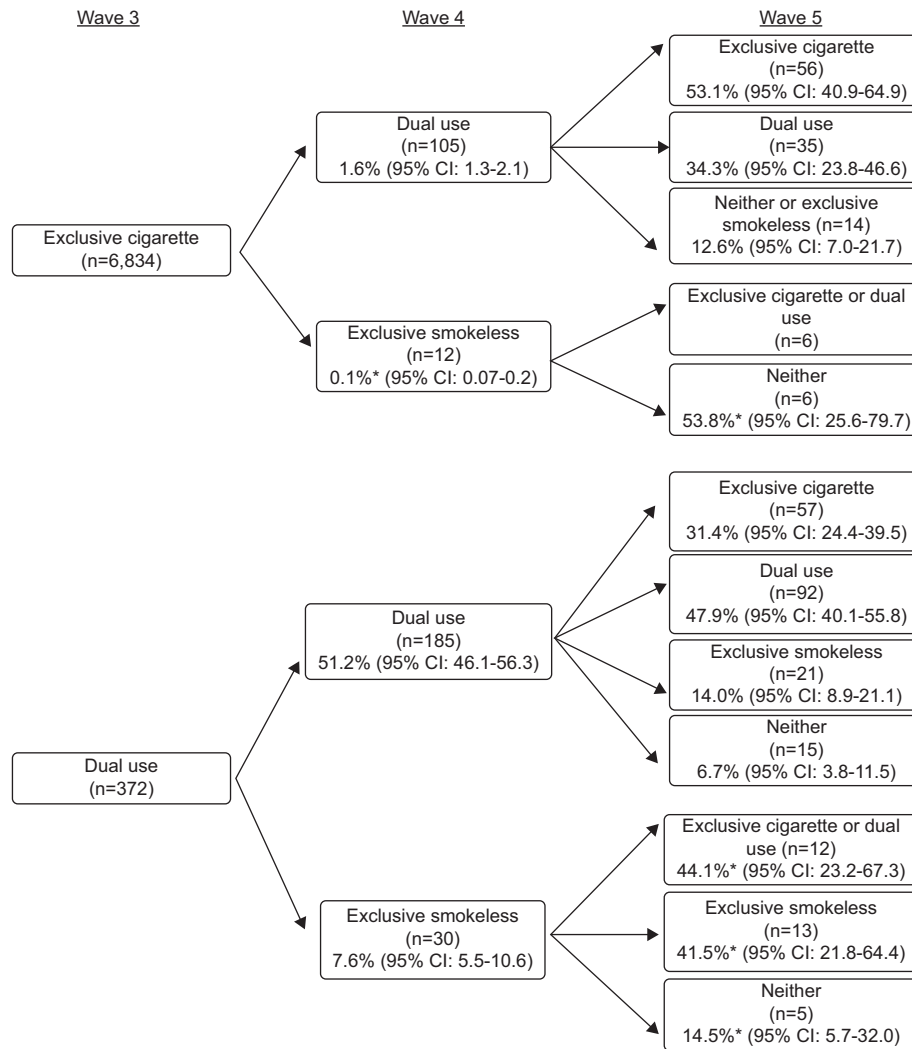 Wave 3
Wave 4
Wave 5
Exclusive cigarette
(n=6,834)
Dual use
(n=105)
1.6% (95% CI: 1.3-2.1)
Exclusive cigarette
(n=56)
53.1% (95% CI: 40.9-64.9)
Dual use
(n=35)
34.3% (95% CI: 23.8-46.6)
Neither or exclusive
smokeless (n=14)
12.6% (95% CI: 7.0-21.7)
Exclusive smokeless
(n=12)
0.1%* (95% CI: 0.07-0.2)
Exclusive cigarette or dual
use
(n=6)
Neither
(n=6)
53.8%* (95% CI: 25.6-79.7)
Dual use
(n=372)
Dual use
(n=185)
51.2% (95% CI: 46.1-56.3)
Exclusive cigarette
(n=57)
31.4% (95% CI: 24.4-39.5)
Dual use
(n=92)
47.9% (95% CI: 40.1-55.8)
Exclusive smokeless
(n=21)
14.0% (95% CI: 8.9-21.1)
Neither
(n=15)
6.7% (95% CI: 3.8-11.5)
Exclusive smokeless
(n=30)
7.6% (95% CI: 5.5-10.6)
Exclusive cigarette or dual
use (n=12)
44.1%* (95% CI: 23.2-67.3)
Exclusive smokeless
(n=13)
41.5%* (95% CI: 21.8-64.4)
Neither
(n=5)
14.5%* (95% CI: 5.7-32.0)